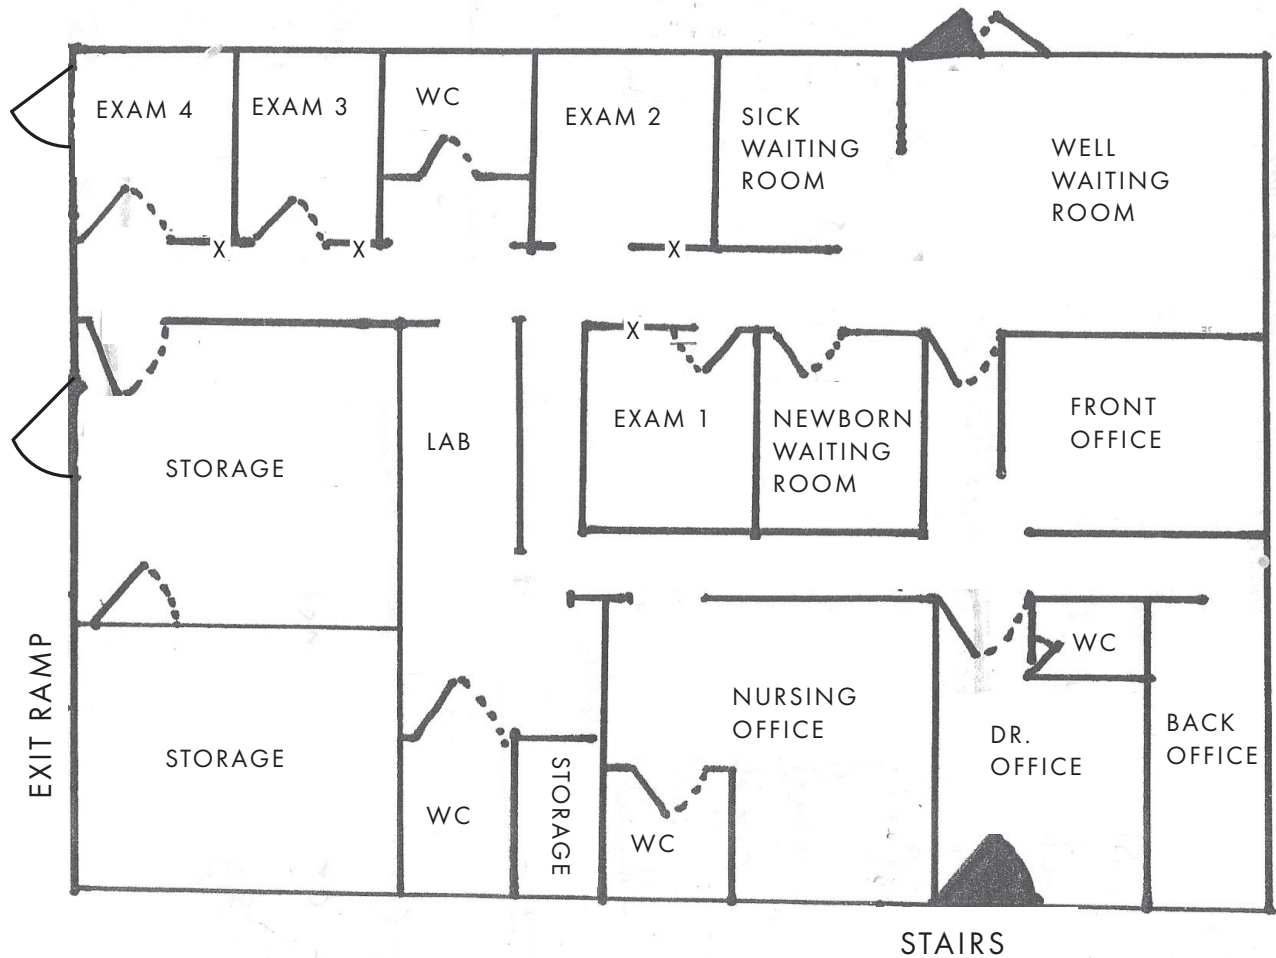 EXAM 4
EXAM 3
WC
EXAM 2
SICK
WAITING
ROOM
WELL
WAITING
ROOM
X
X
X
X
EXAM 1
NEWBORN
WAITING
ROOM
FRONT
OFFICE
LAB
STORAGE
EXIT RAMP
STORAGE
WC
STORAGE
WC
NURSING
OFFICE
DR.
OFFICE
WC
BACK
OFFICE
STAIRS